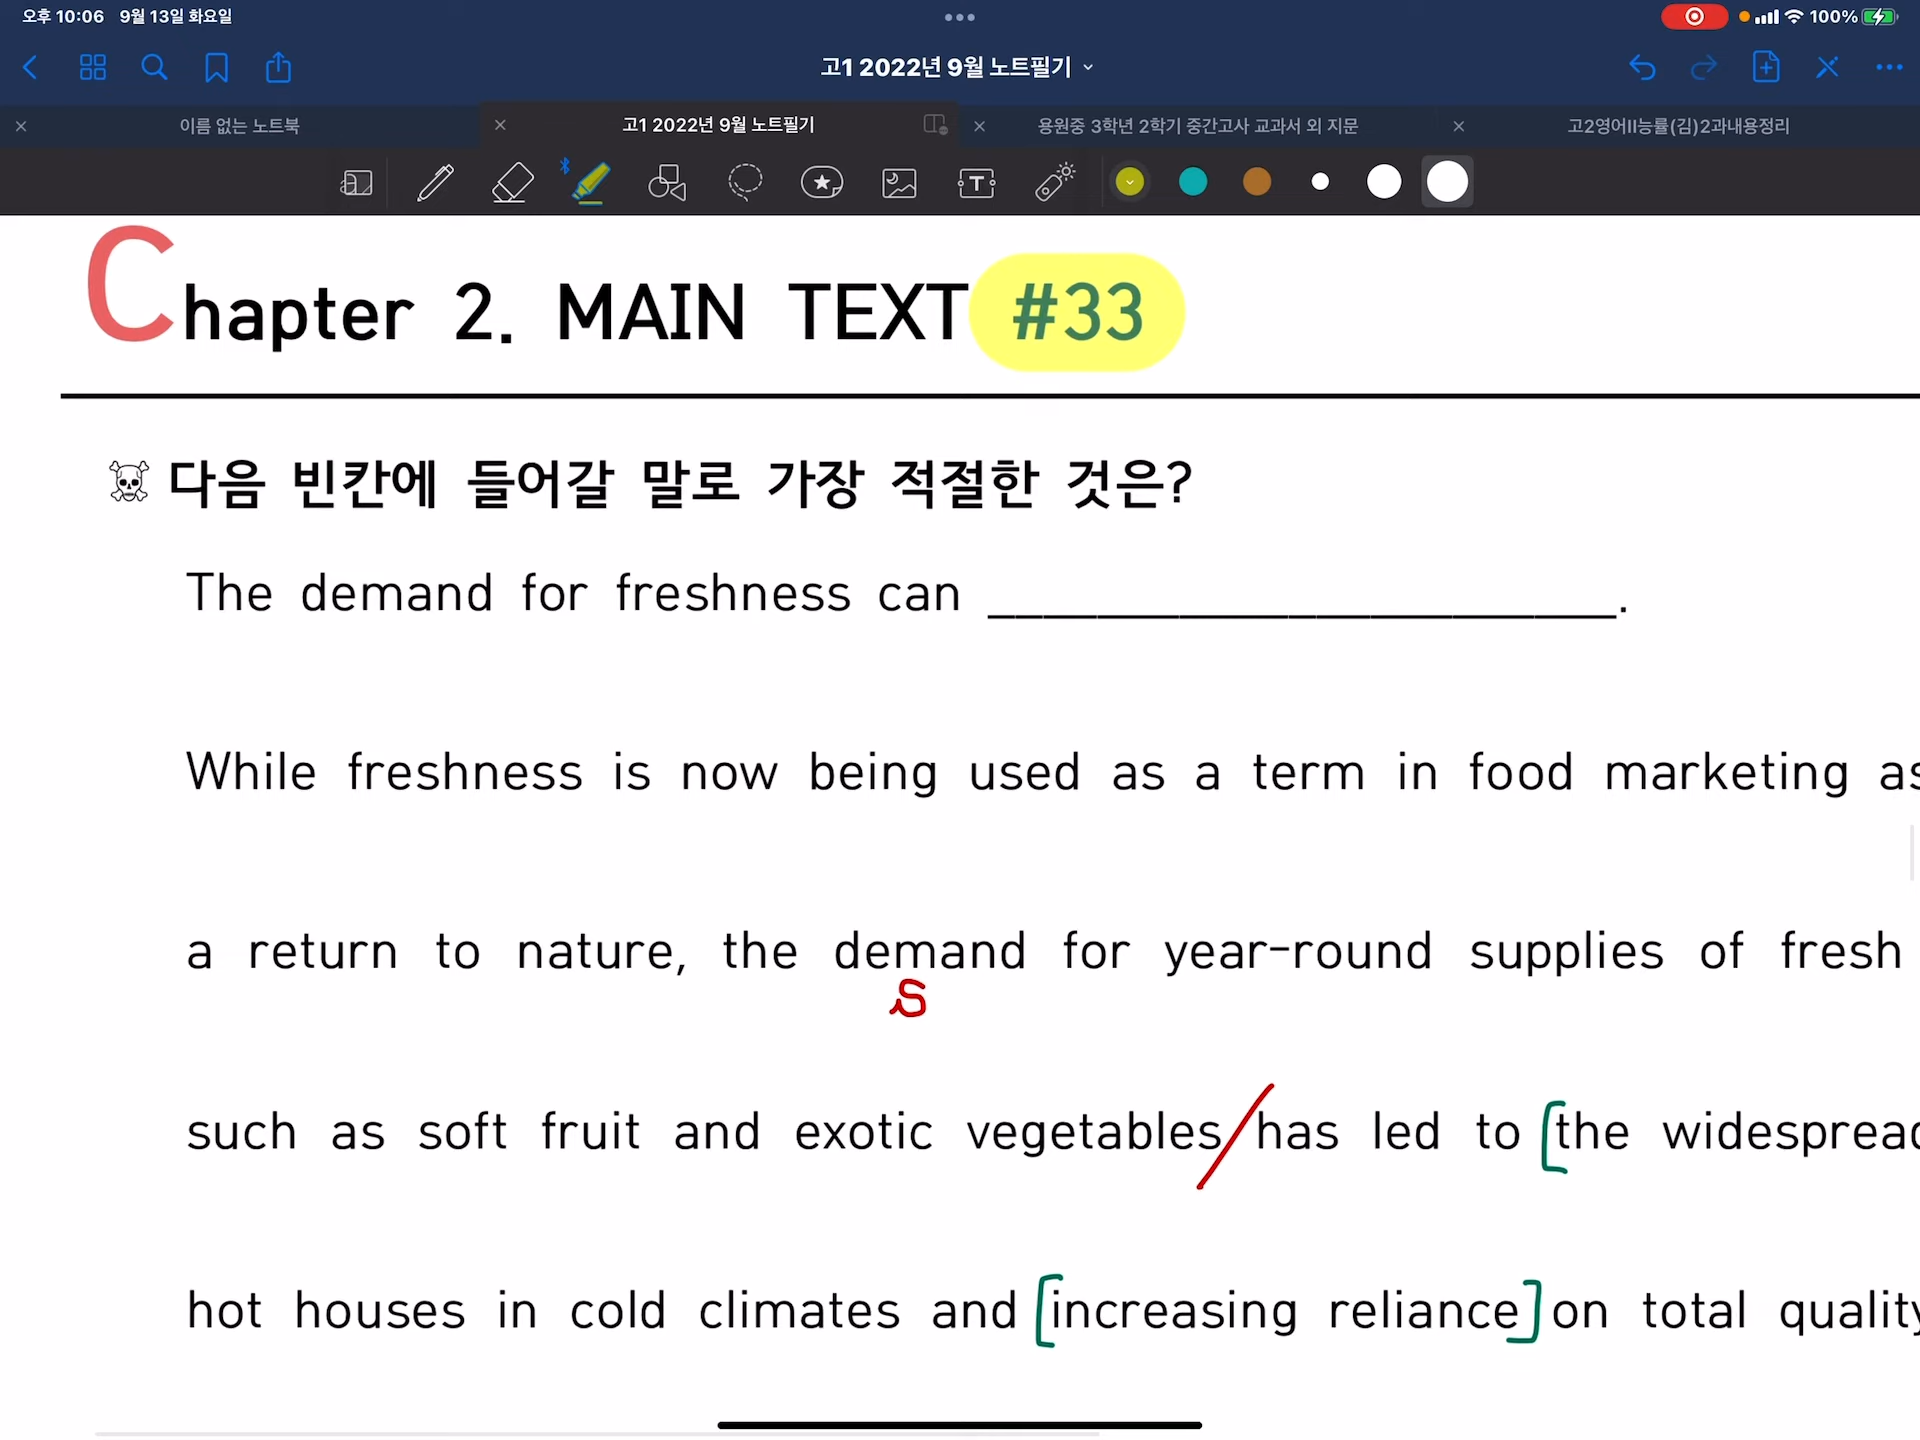 오후 10:06 9월 13일 화요일
100%
고1 2022년 9월 노트필기
이름 없는 노트북
고1 2022년 9월 노트필기
용원중 3학년 2학기 중간고사 교과서 외 지문
고2영어II능률(김)2과내용정리
Chapter 2. MAIN TEXT #33
다음 빈칸에 들어갈 말로 가장 적절한 것은?
The demand for freshness can ______________________.
While freshness is now being used as a term in food marketing as
a return to nature, the demand for year-round supplies of fresh
S
such as soft fruit and exotic vegetables/has led to [the widespread
hot houses in cold climates and [increasing reliance] on total quality